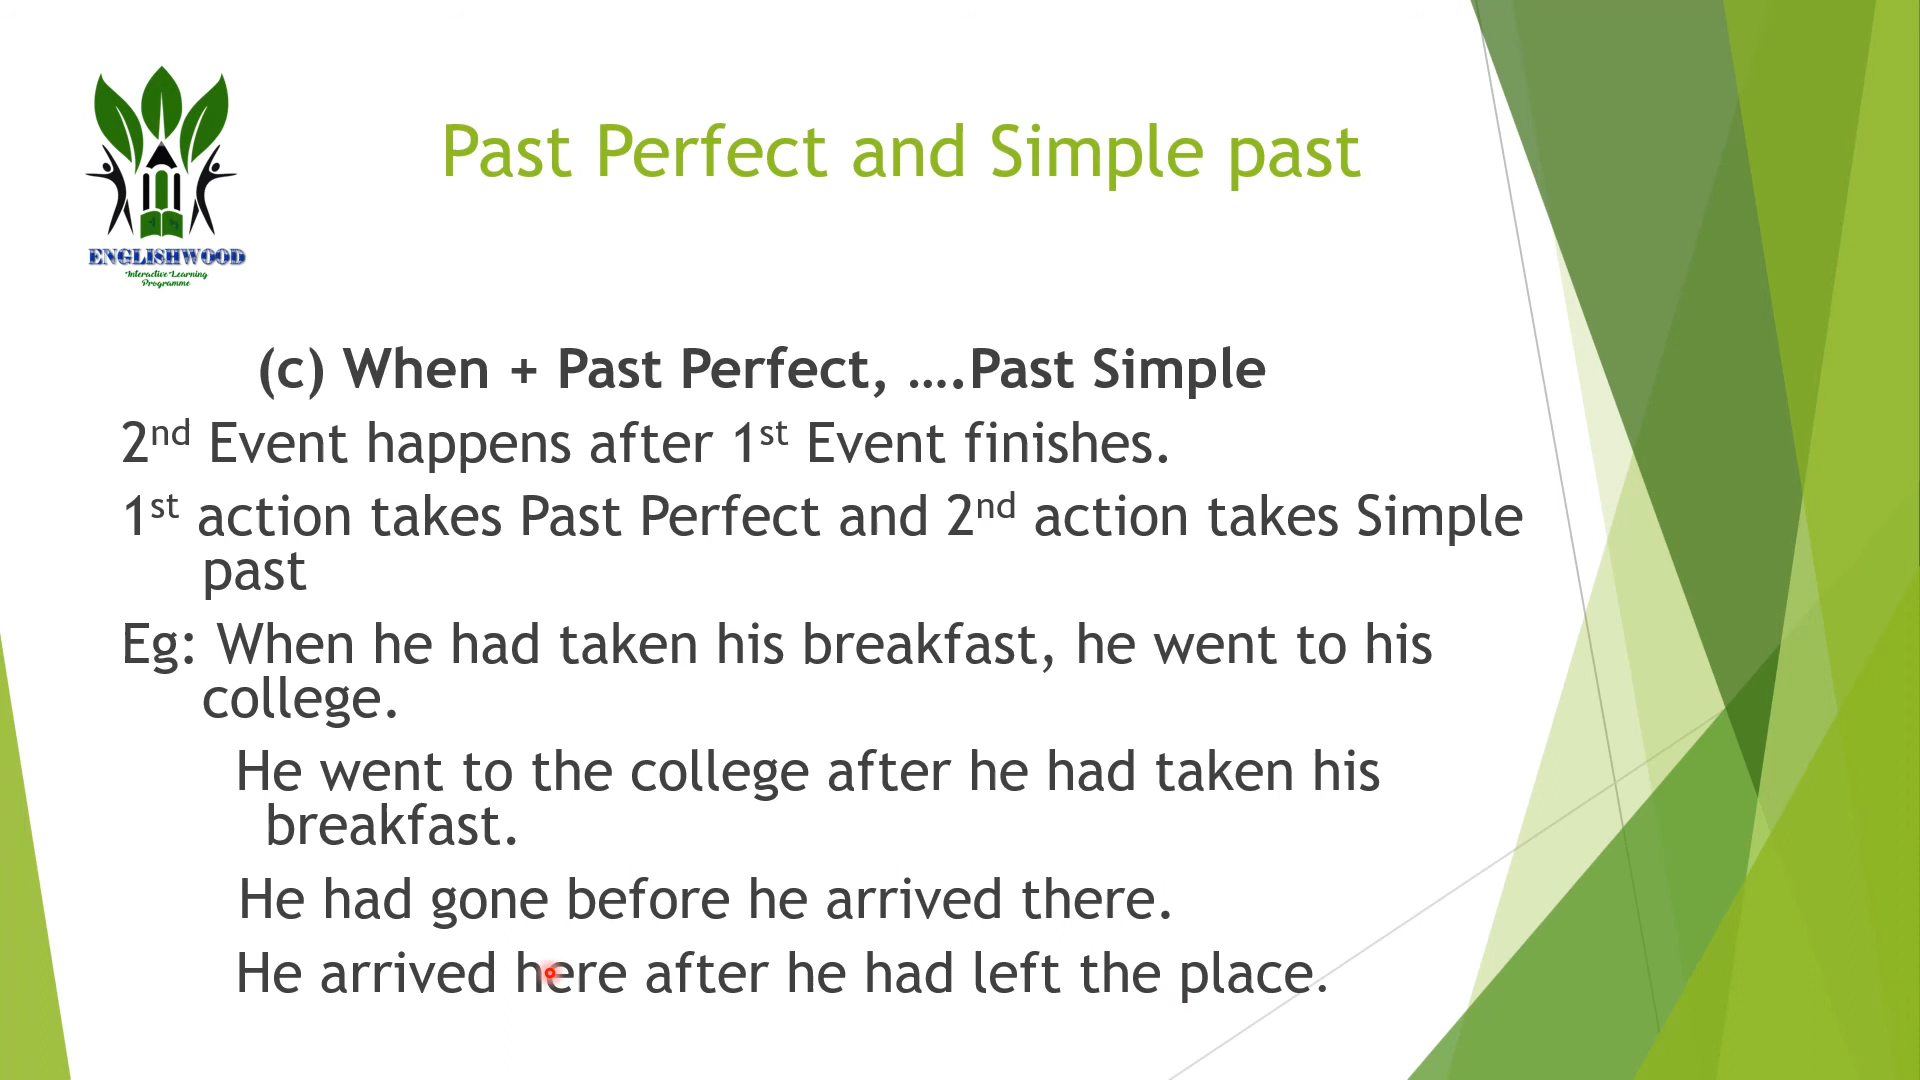 ENGLISHWOOD
Interactive Learning
Programme
Past Perfect and Simple past
(c) When + Past Perfect, ….Past Simple
2nd Event happens after 1st Event finishes.
1st action takes Past Perfect and 2nd action takes Simple
past
Eg: When he had taken his breakfast, he went to his
college.
He went to the college after he had taken his
breakfast.
He had gone before he arrived there.
He arrived here after he had left the place.